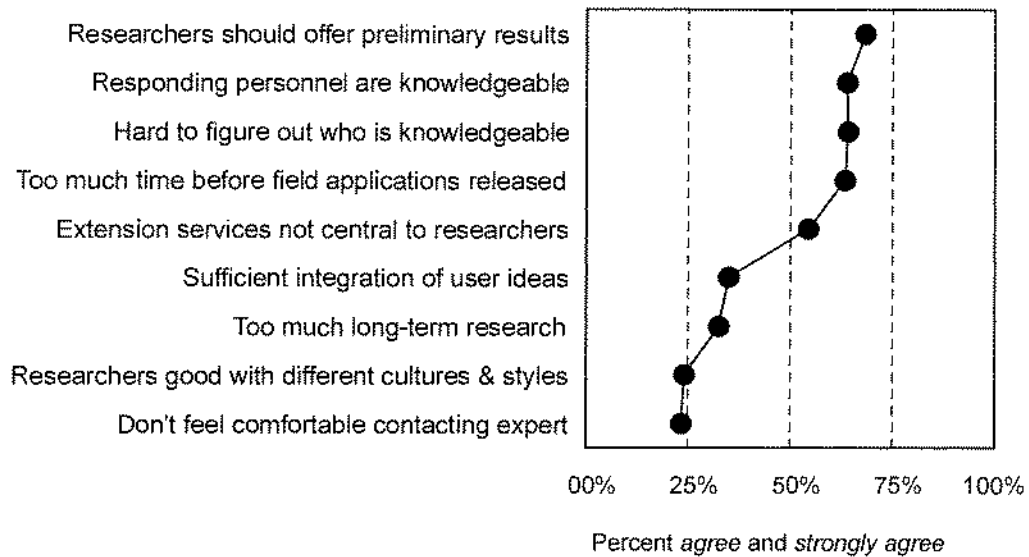 Researchers should offer preliminary results
Responding personnel are knowledgeable
Hard to figure out who is knowledgeable
Too much time before field applications released
Extension services not central to researchers
Sufficient integration of user ideas
Too much long-term research
Researchers good with different cultures & styles
Don't feel comfortable contacting expert
00% 25% 50% 75% 100%
Percent agree and strongly agree